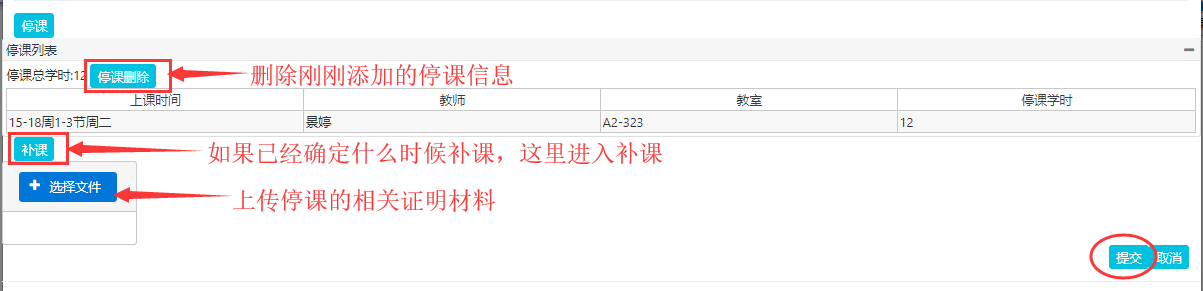 停课
停课列表
停课总学时:12 停课删除 删除刚刚添加的停课信息
上课时间 教师 教室 停课学时
15-18周1-3节周二 景婷 A2-323 12
补课 如果已经确定什么时候补课，这里进入补课
+ 选择文件 上传停课的相关证明材料
提交 取消